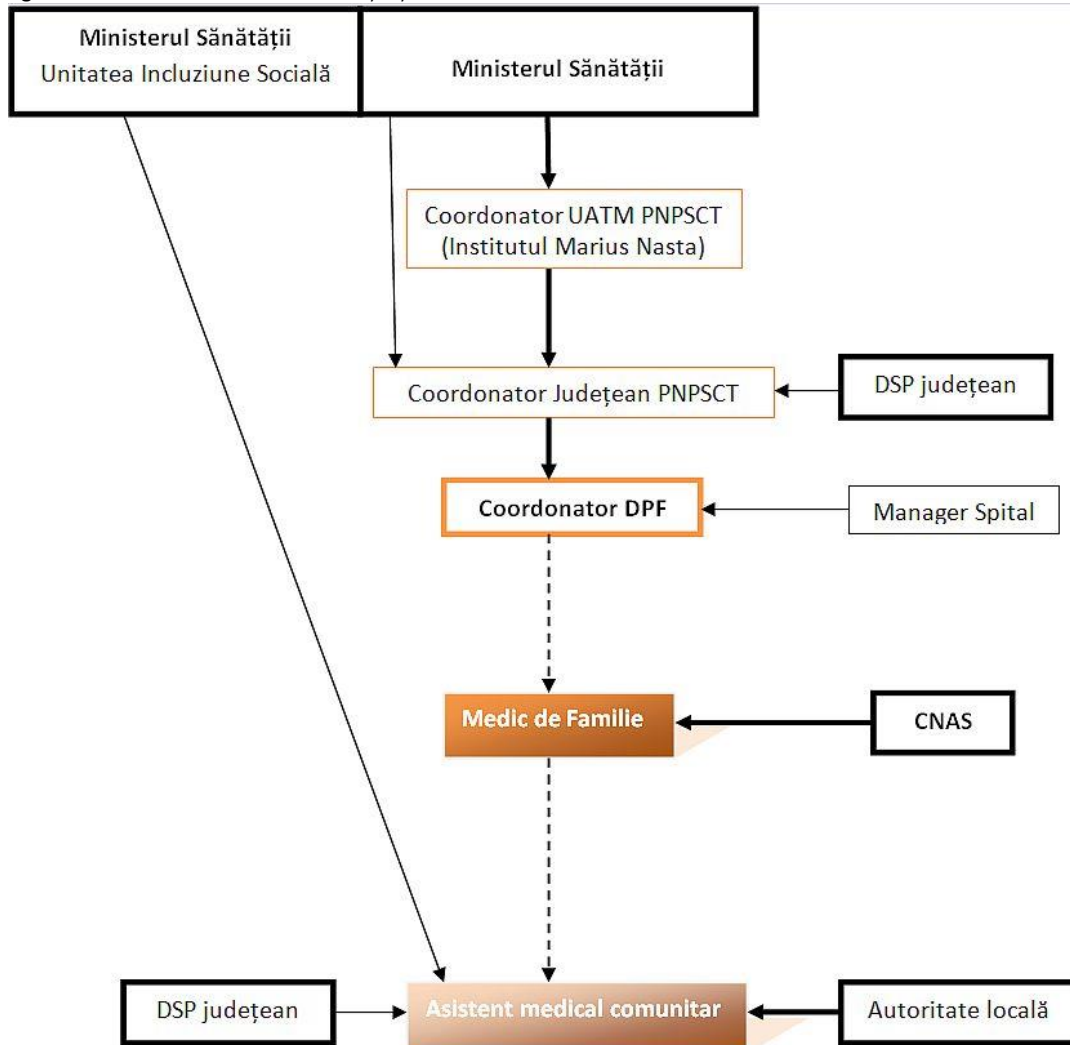 Ministerul Sănătății
Unitatea Incluziune Socială
Ministerul Sănătății
Coordonator UATM PNPSCT
(Institutul Marius Nasta)
Coordonator Județean PNPSCT
DSP județean
Coordonator DPF
Manager Spital
Medic de Familie
CNAS
DSP județean
Asistent medical comunitar
Autoritate locală